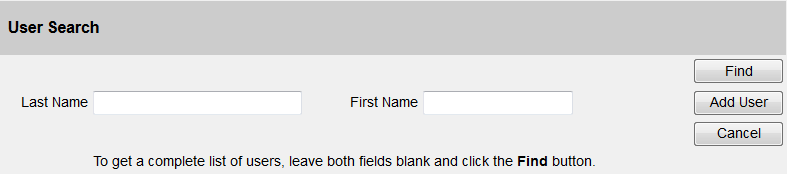 User Search
Find
Last Name First Name Add User
Cancel
To get a complete list of users, leave both fields blank and click the Find button.